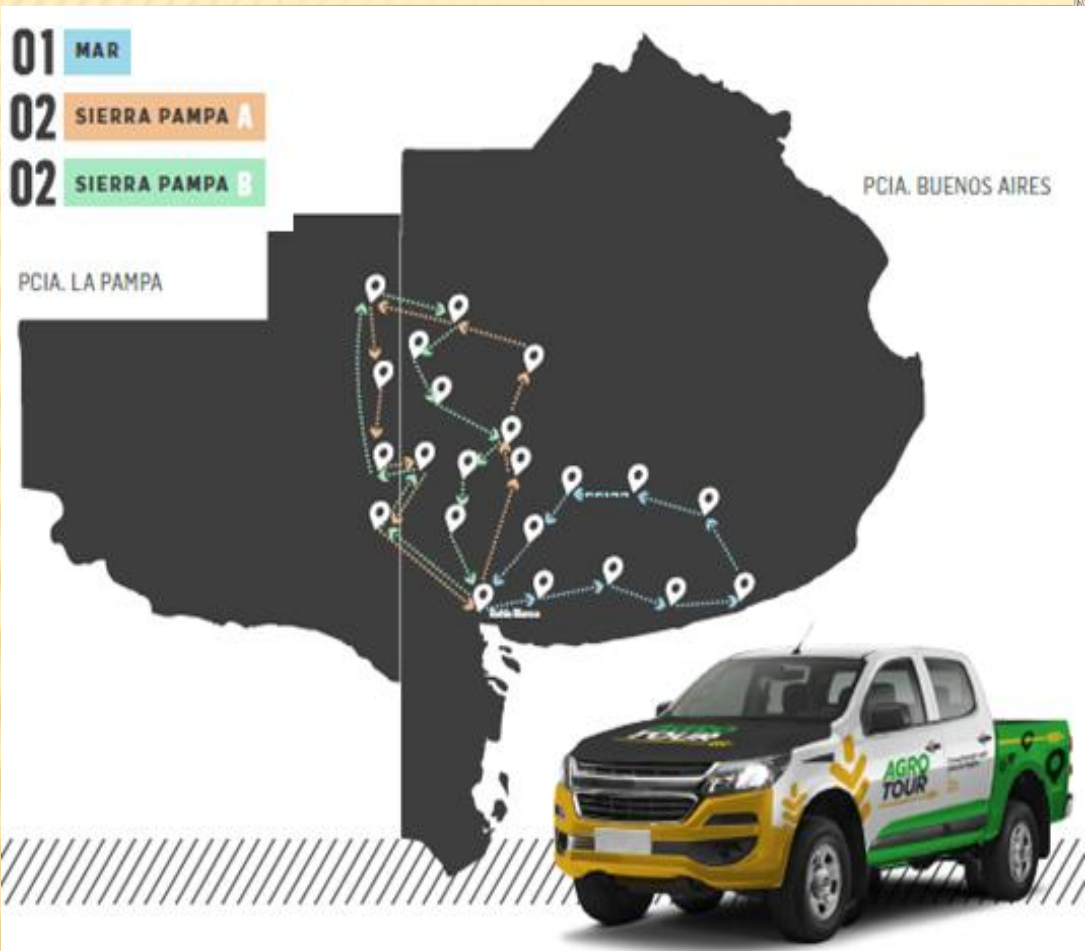 01 MAR
02 SIERRA PAMPA A
02 SIERRA PAMPA B
PCIA. BUENOS AIRES
PCIA. LA PAMPA
Bahía Blanca
TOUR
AGRO
TOUR